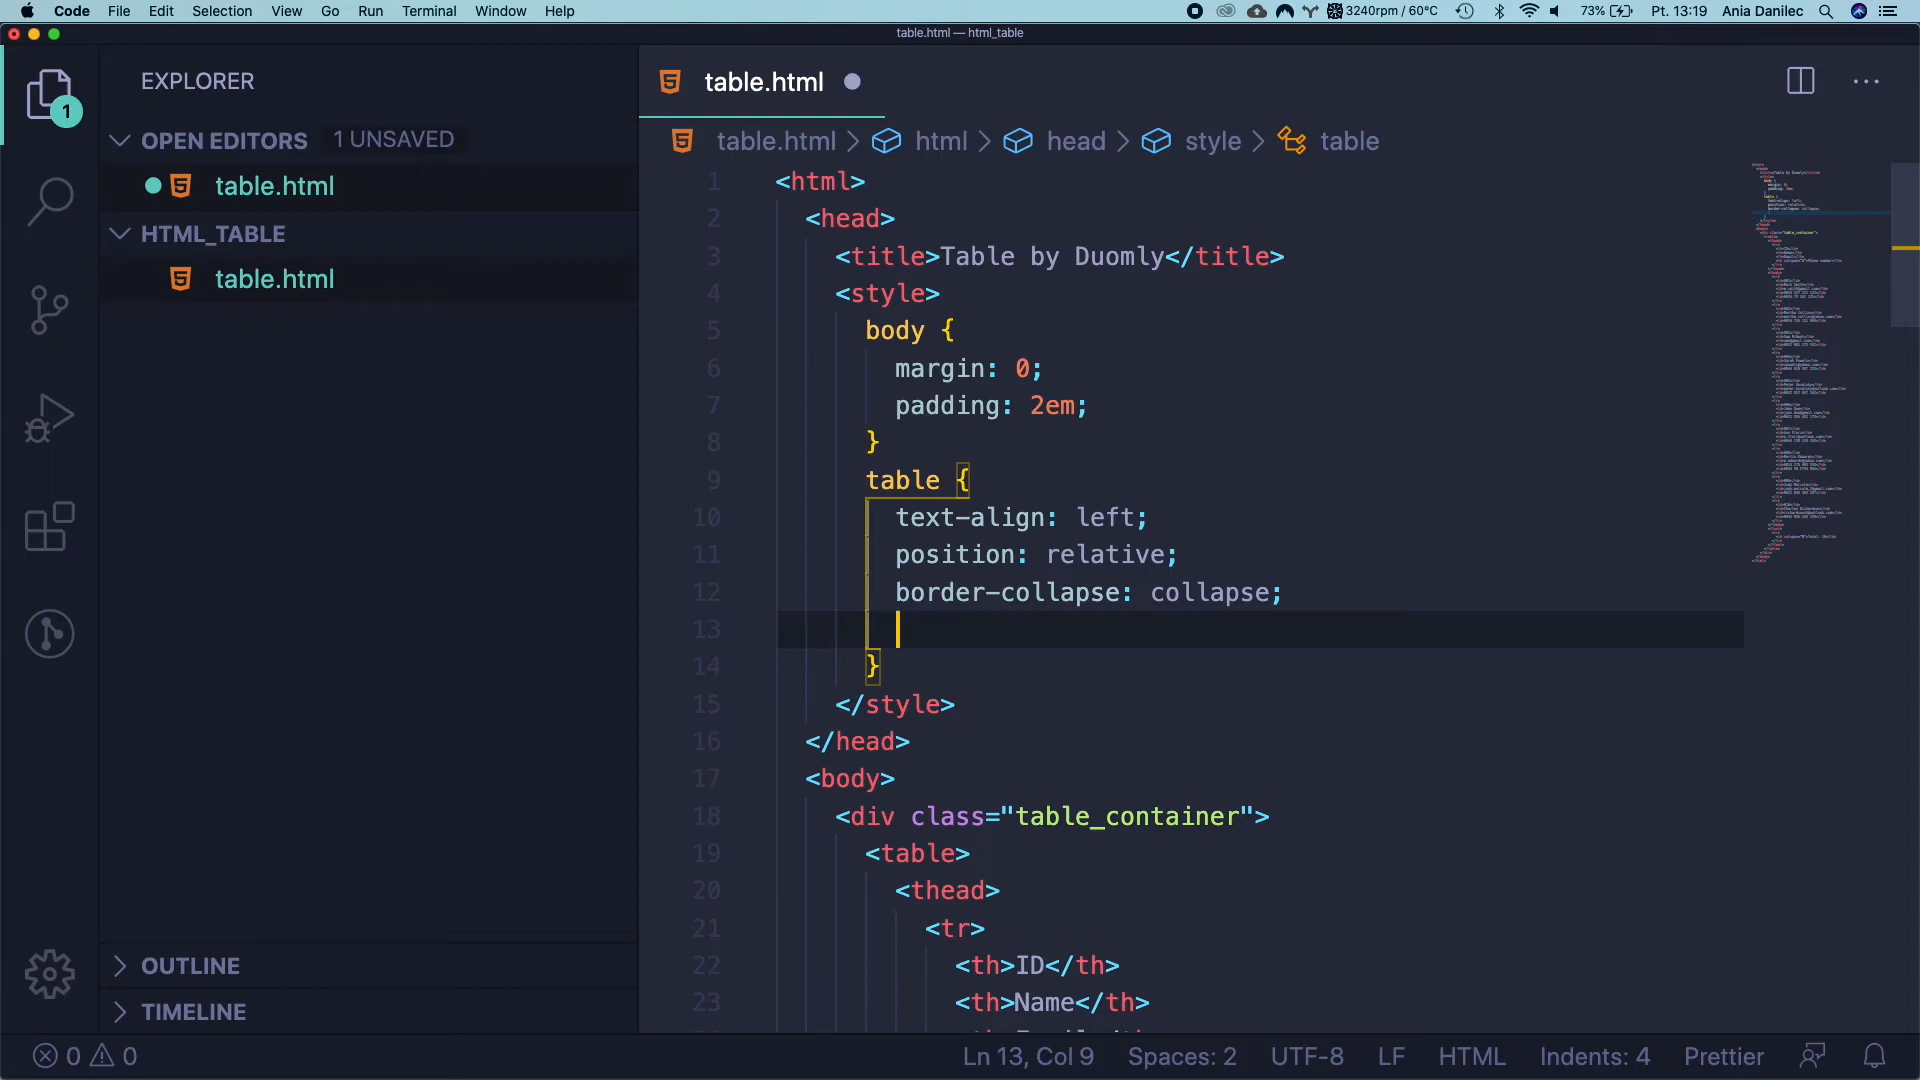 Code File Edit Selection View Go Run Terminal Window Help 3240rpm / 60°C 73% Pt. 13:19 Ania Danilec
table.html — html_table
EXPLORER
1
OPEN EDITORS 1 UNSAVED
table.html
HTML_TABLE
table.html
OUTLINE
TIMELINE
table.html
table.html > html > head > style > table
1 <html>
2 <head>
3 <title>Table by Duomly</title>
4 <style>
5 body {
6 margin: 0;
7 padding: 2em;
8 }
9 table {
10 text-align: left;
11 position: relative;
12 border-collapse: collapse;
13
14 }
15 </style>
16 </head>
17 <body>
18 <div class="table_container">
19 <table>
20 <thead>
21 <tr>
22 <th>ID</th>
23 <th>Name</th>
0 0 Ln 13, Col 9 Spaces: 2 UTF-8 LF HTML Indents: 4 Prettier